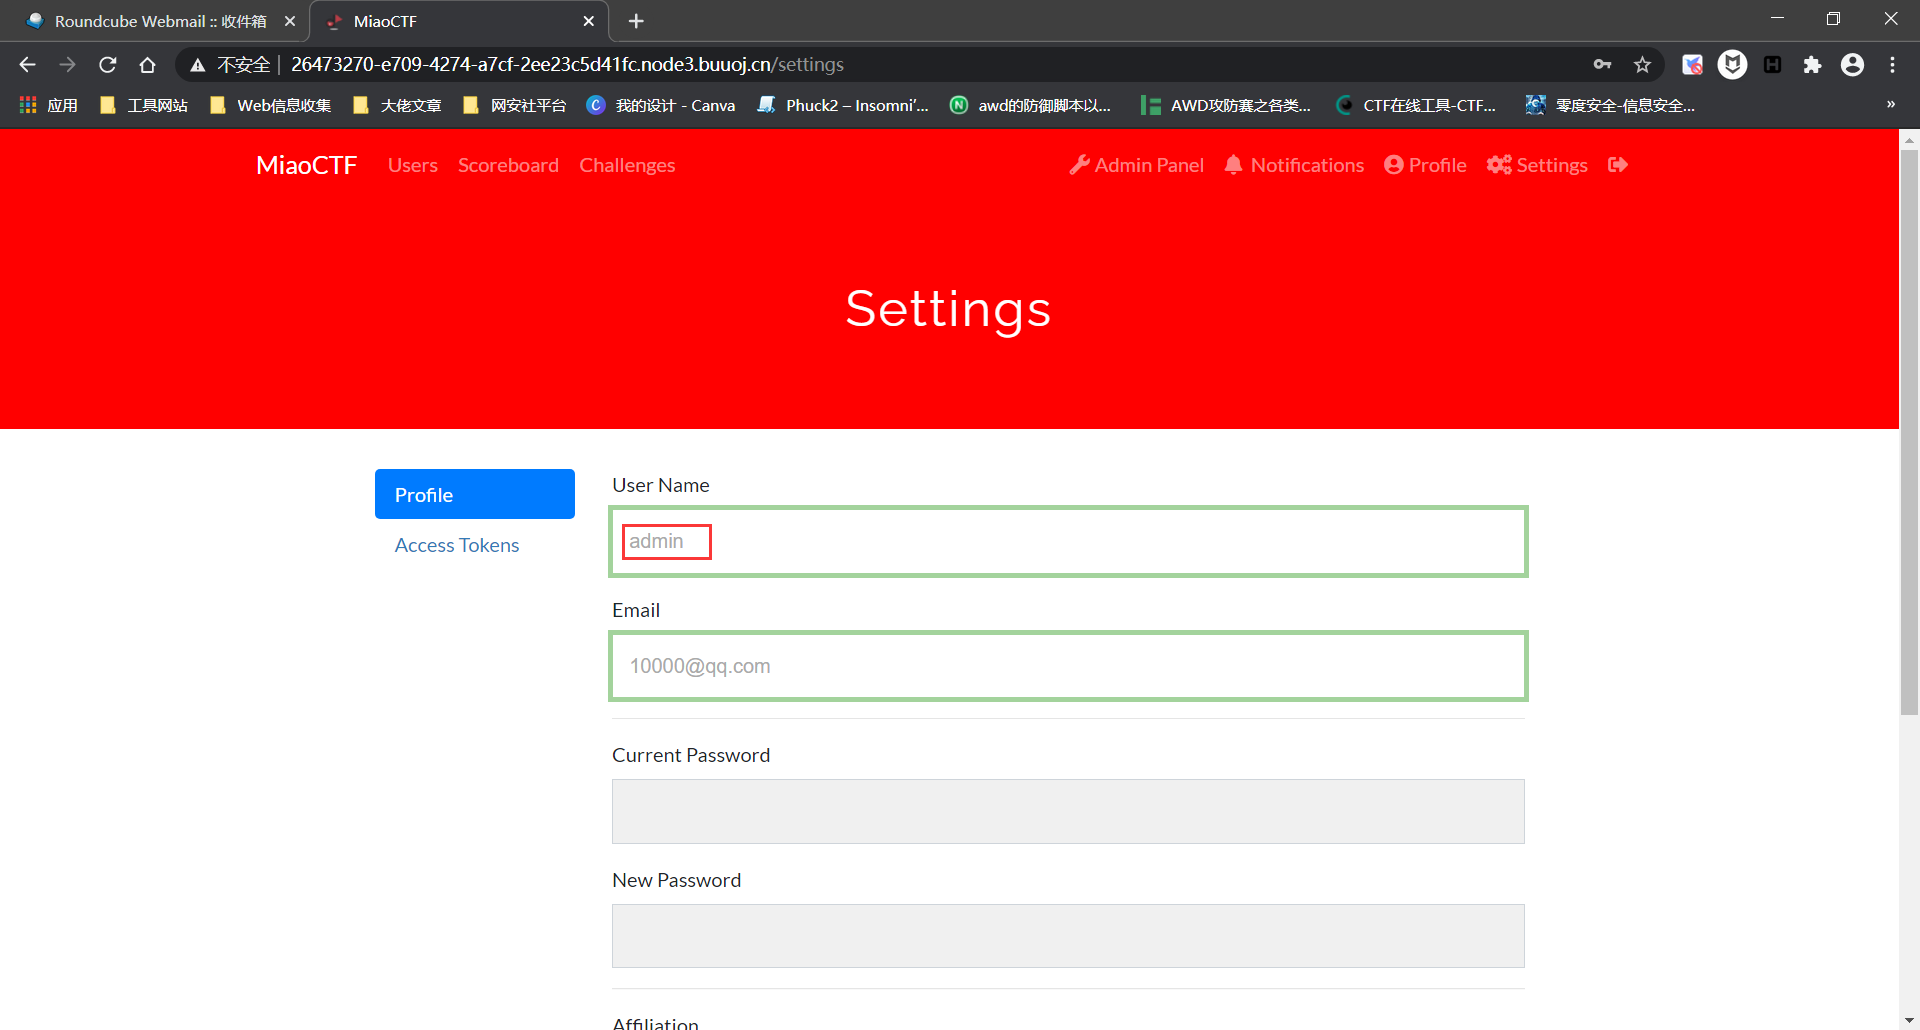 Roundcube Webmail :: 收件箱
MiaoCTF
不安全 | 26473270-e709-4274-a7cf-2ee23c5d41fc.node3.buuoj.cn/settings
应用 工具网站 Web信息收集 大佬文章 网安社平台 我的设计 - Canva Phuck2 – Insomni'... awd的防御脚本以... AWD攻防赛之各类... CTF在线工具-CTF... 零度安全-信息安全... »
MiaoCTF Users Scoreboard Challenges Admin Panel Notifications Profile Settings
Settings
Profile
Access Tokens
User Name
admin
Email
10000@qq.com
Current Password
New Password
Affiliation